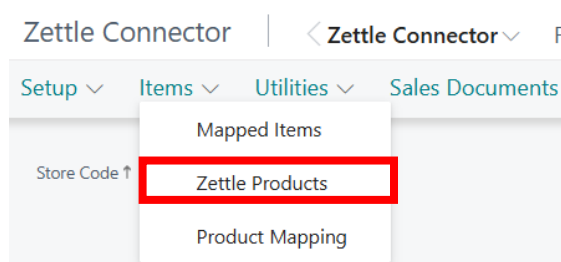 Zettle Connector Zettle Connector
Setup Items Utilities Sales Documents
Mapped Items
Store Code
Zettle Products
Product Mapping